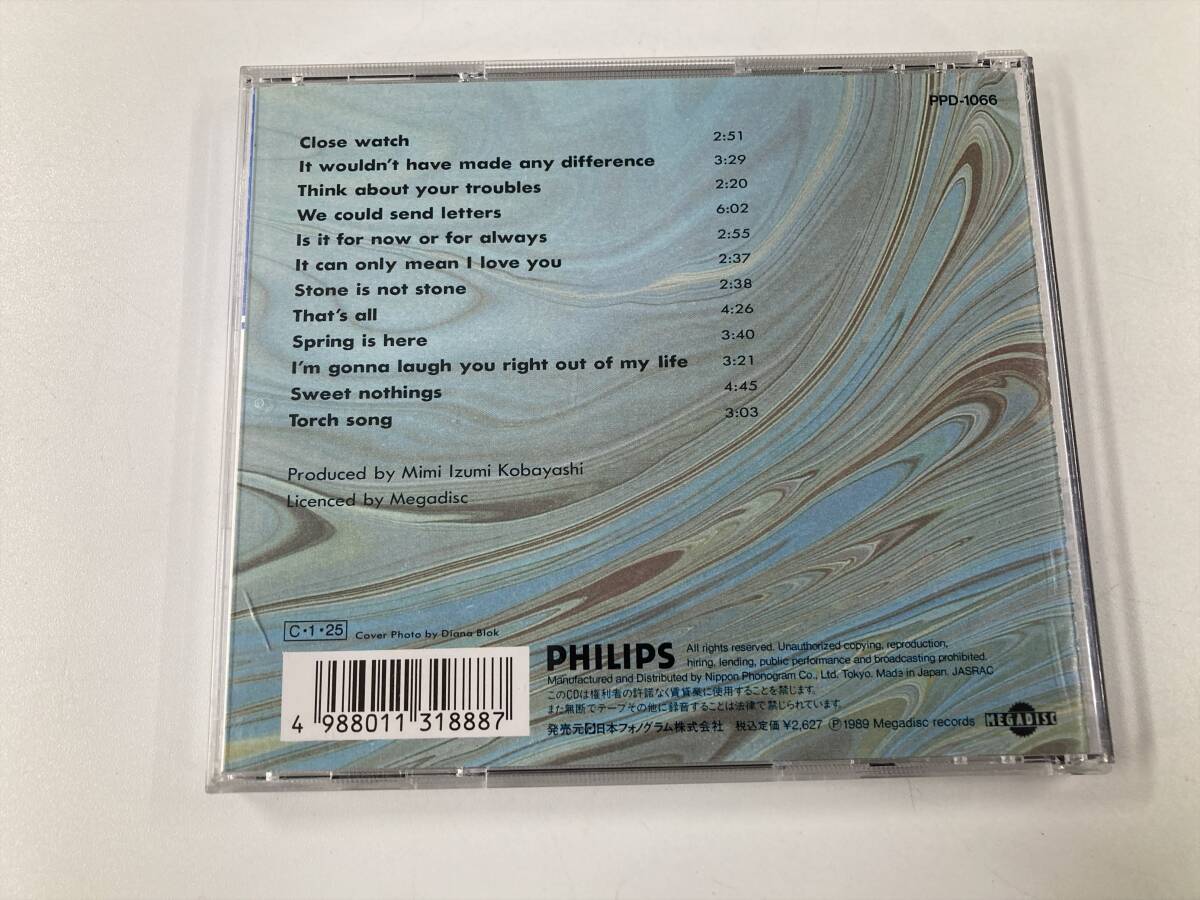 PPD-1066
Close watch 2:51
It wouldn't have made any difference 3:29
Think about your troubles 2:20
We could send letters 6:02
Is it for now or for always 2:55
It can only mean I love you 2:37
Stone is not stone 2:38
That's all 4:26
Spring is here 3:40
I'm gonna laugh you right out of my life 3:21
Sweet nothings 4:45
Torch song 3:03
Produced by Mimi Izumi Kobayashi
Licenced by Megadisc
C・1・25 Cover Photo by Diana Blok
4 988011 318887
PHILIPS
All rights reserved. Unauthorized copying, reproduction,
hiring, lending, public performance and broadcasting prohibited.
Manufactured and Distributed by Nippon Phonogram Co., Ltd. Tokyo. Made in Japan. JASRAC
このCDは権利者の許諾なく賃貸業に使用することを禁じます。
また無断でテープその他に録音することは法律で禁じられています。
発売元 日本フォノグラム株式会社 税込定価¥2,627 Ⓟ1989 Megadisc records
MEGADISC